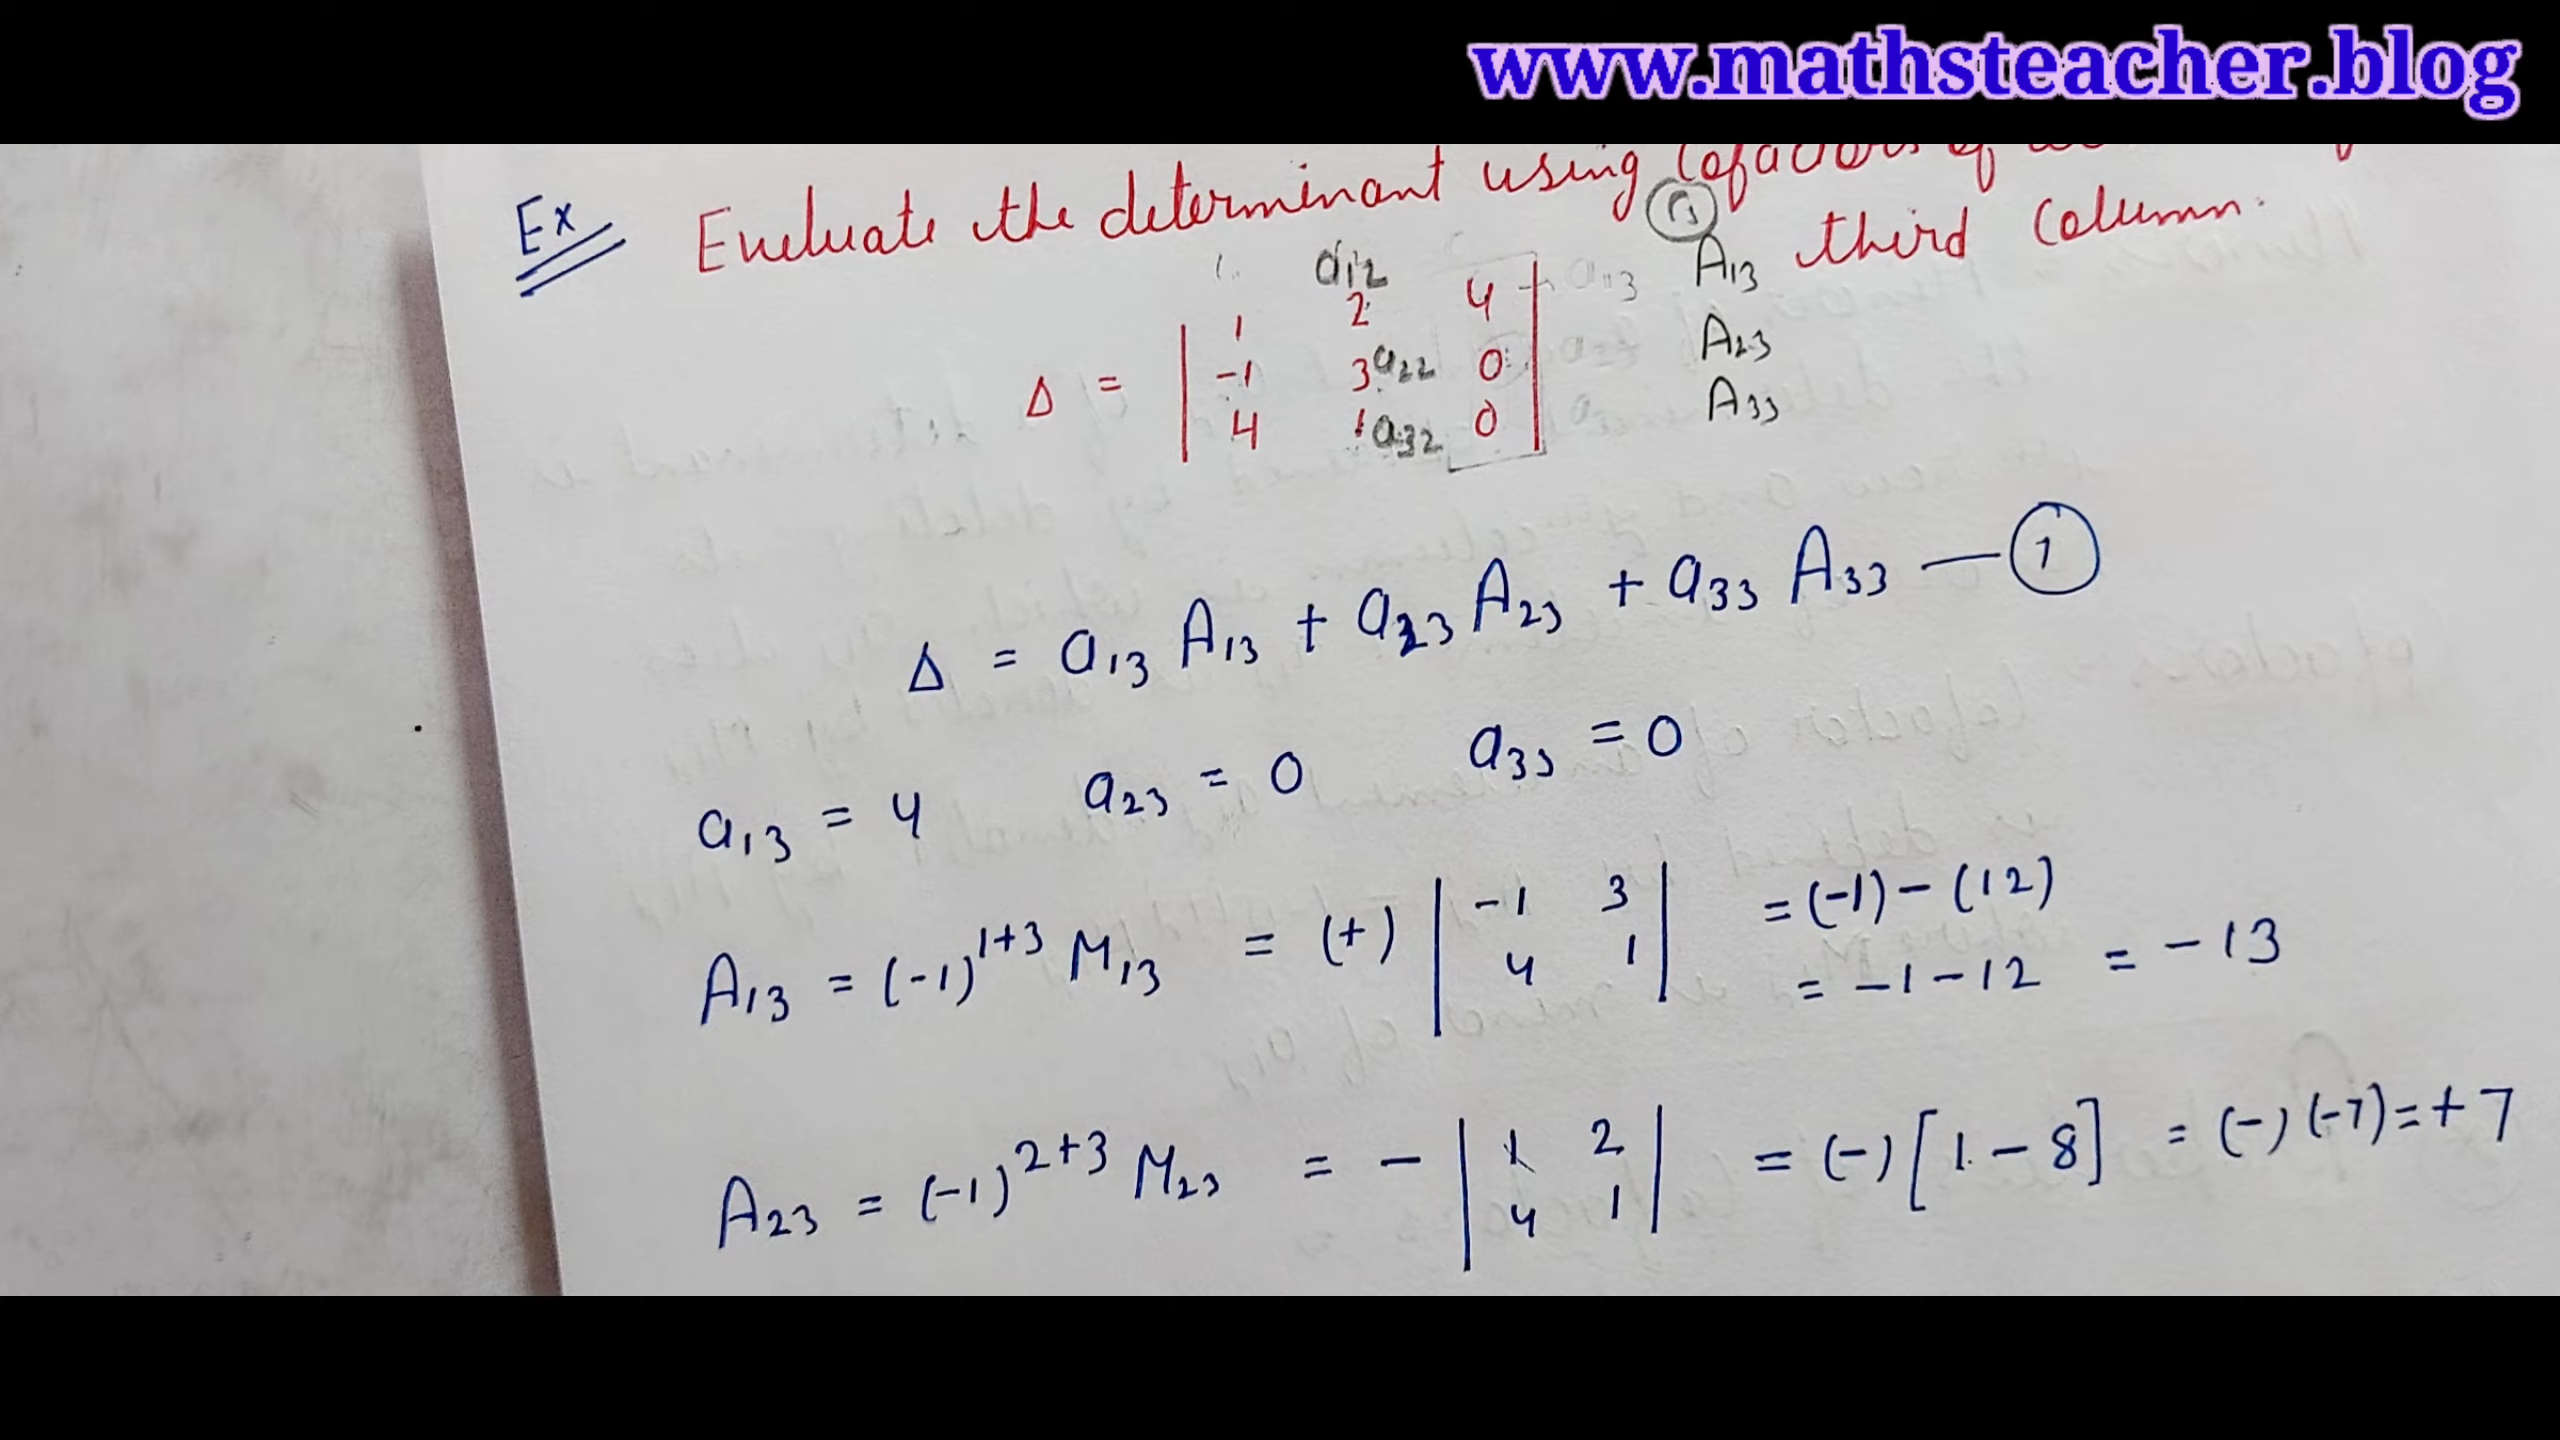 www.mathsteacher.blog
Ex Eveluate the determinant using Cofactors of
third Column.
a12 A13
1 2 4
Δ = -1 3 a22 0 A23
4 1 a32 0 A33
Δ = a13 A13 + a23 A23 + a33 A33 — 1
a13 = 4 a23 = 0 a33 = 0
A13 = (-1)^1+3 M13 = (+) | -1 3 | = (-1) - (12)
| 4 1 | = -1 - 12 = -13
A23 = (-1)^2+3 M23 = - | 1 2 | = (-) [1 - 8] = (-) (-7) = +7
| 4 1 |